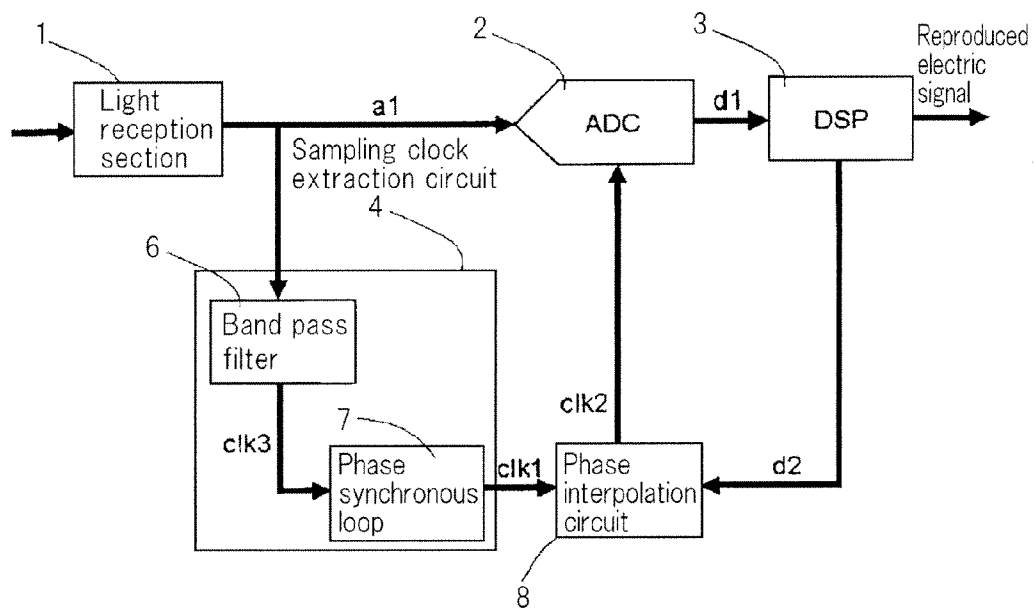 1
2
3
Reproduced
electric
signal
Light
reception
section
a1
ADC
d1
DSP
Sampling clock
extraction circuit
4
6
Band pass
filter
clk3
7
Phase
synchronous
loop
clk1
clk2
Phase
interpolation
circuit
d2
8